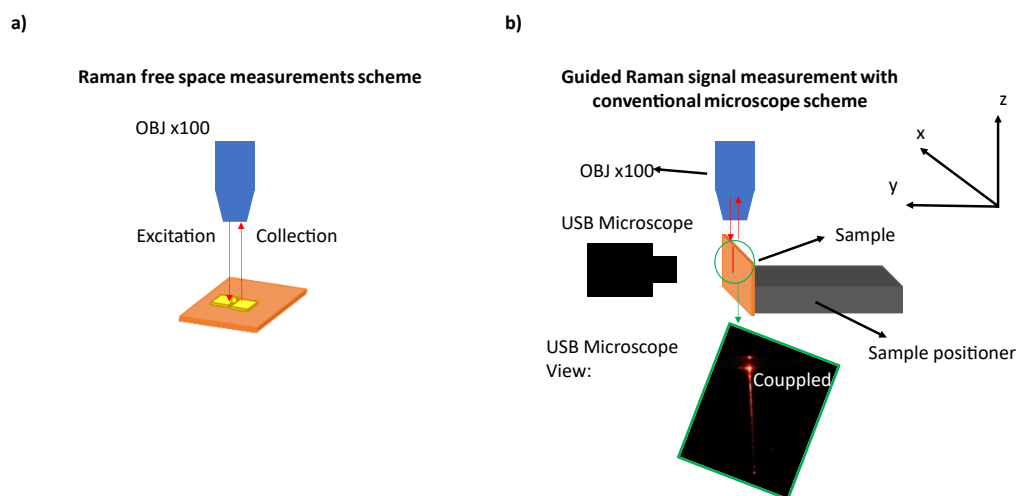 a)
Raman free space measurements scheme
OBJ x100
Excitation
Collection
b)
Guided Raman signal measurement with
conventional microscope scheme
z
x
y
OBJ x100
USB Microscope
Sample
Sample positioner
USB Microscope
View:
Couppled